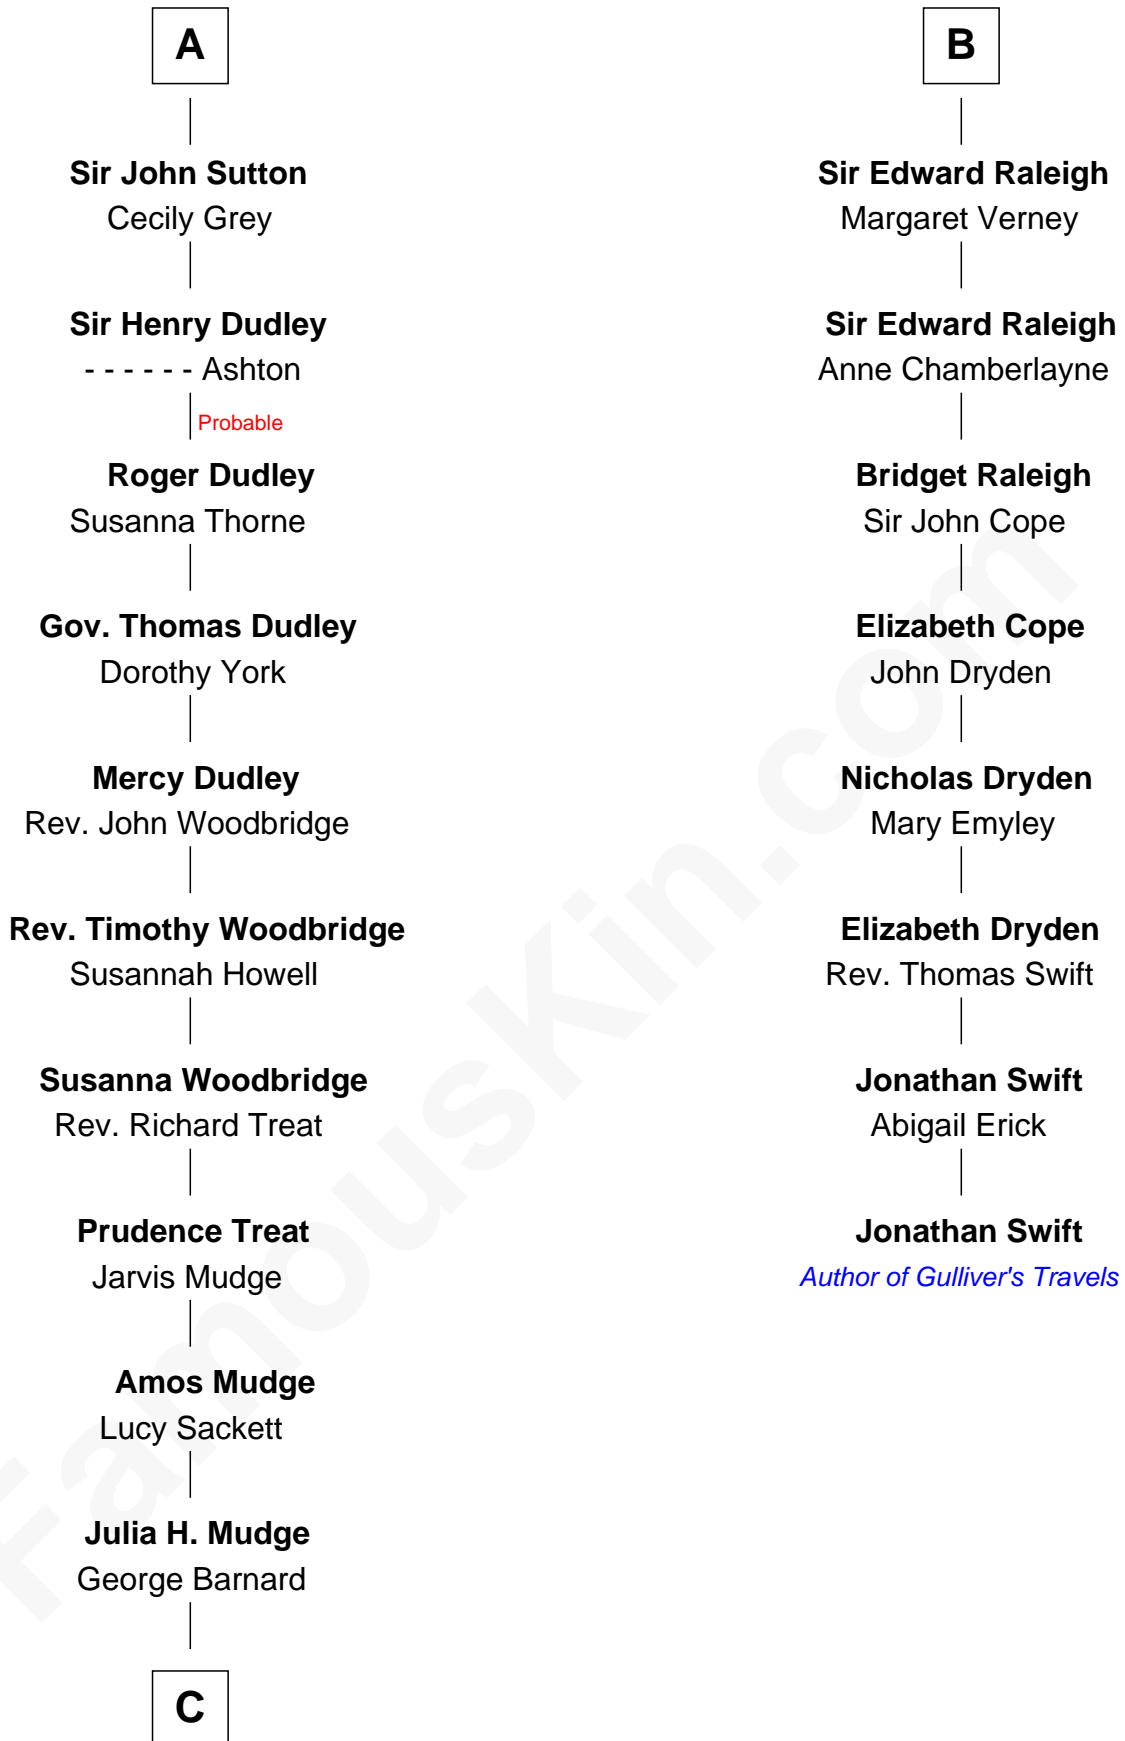 A
Sir John Sutton
Cecily Grey
Sir Henry Dudley
- - - - - - Ashton
Probable
Roger Dudley
Susanna Thorne
Gov. Thomas Dudley
Dorothy York
Mercy Dudley
Rev. John Woodbridge
Rev. Timothy Woodbridge
Susannah Howell
Susanna Woodbridge
Rev. Richard Treat
Prudence Treat
Jarvis Mudge
Amos Mudge
Lucy Sackett
Julia H. Mudge
George Barnard
C
B
Sir Edward Raleigh
Margaret Verney
Sir Edward Raleigh
Anne Chamberlayne
Bridget Raleigh
Sir John Cope
Elizabeth Cope
John Dryden
Nicholas Dryden
Mary Emyley
Elizabeth Dryden
Rev. Thomas Swift
Jonathan Swift
Abigail Erick
Jonathan Swift
Author of Gulliver's Travels
FamousKin.com